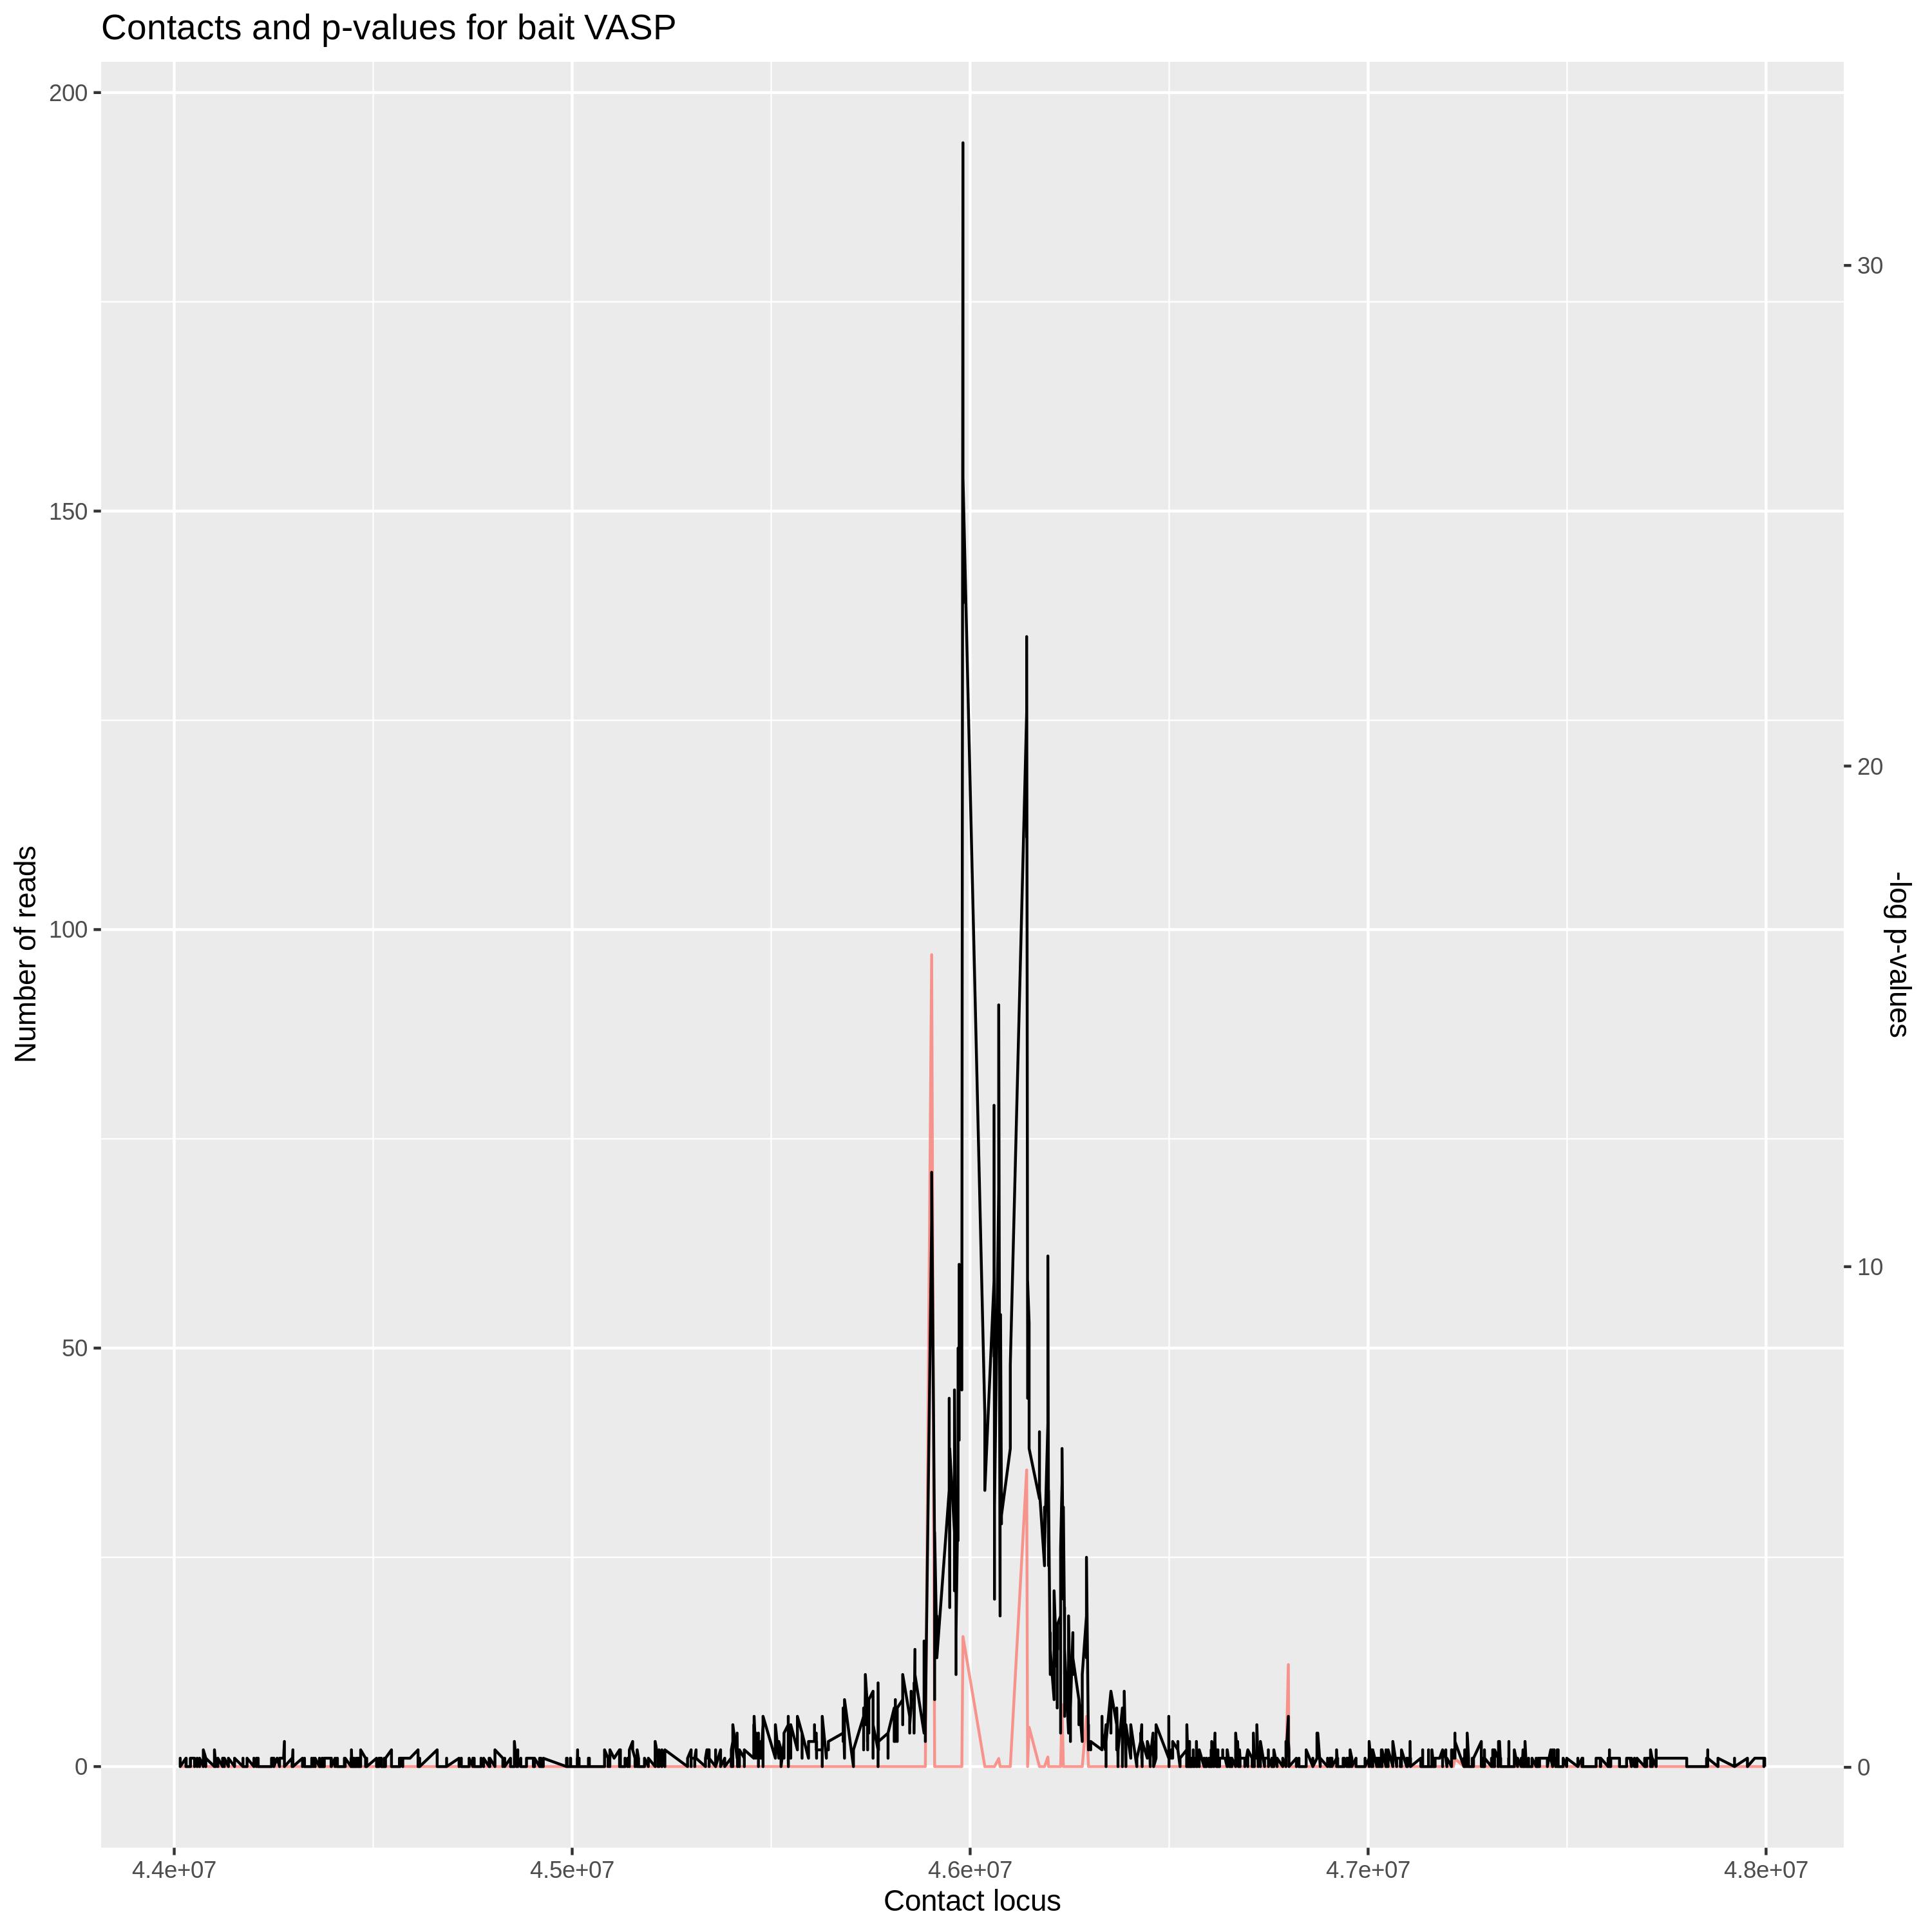 Contacts and p-values for bait VASP
200
150
100
50
0
30
20
10
0
Number of reads
-log p-values
4.4e+07
4.5e+07
4.6e+07
4.7e+07
4.8e+07
Contact locus